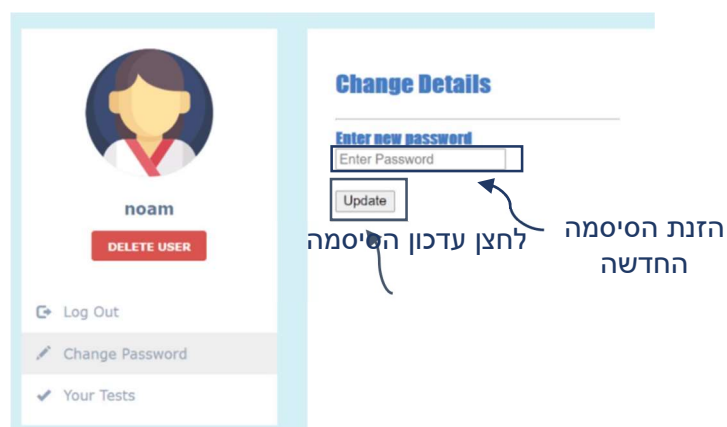 noam
DELETE USER
Log Out
Change Password
Your Tests
Change Details
Enter new password
Enter Password
Update
לחצן עדכון הסיסמה
הזנת הסיסמה
החדשה